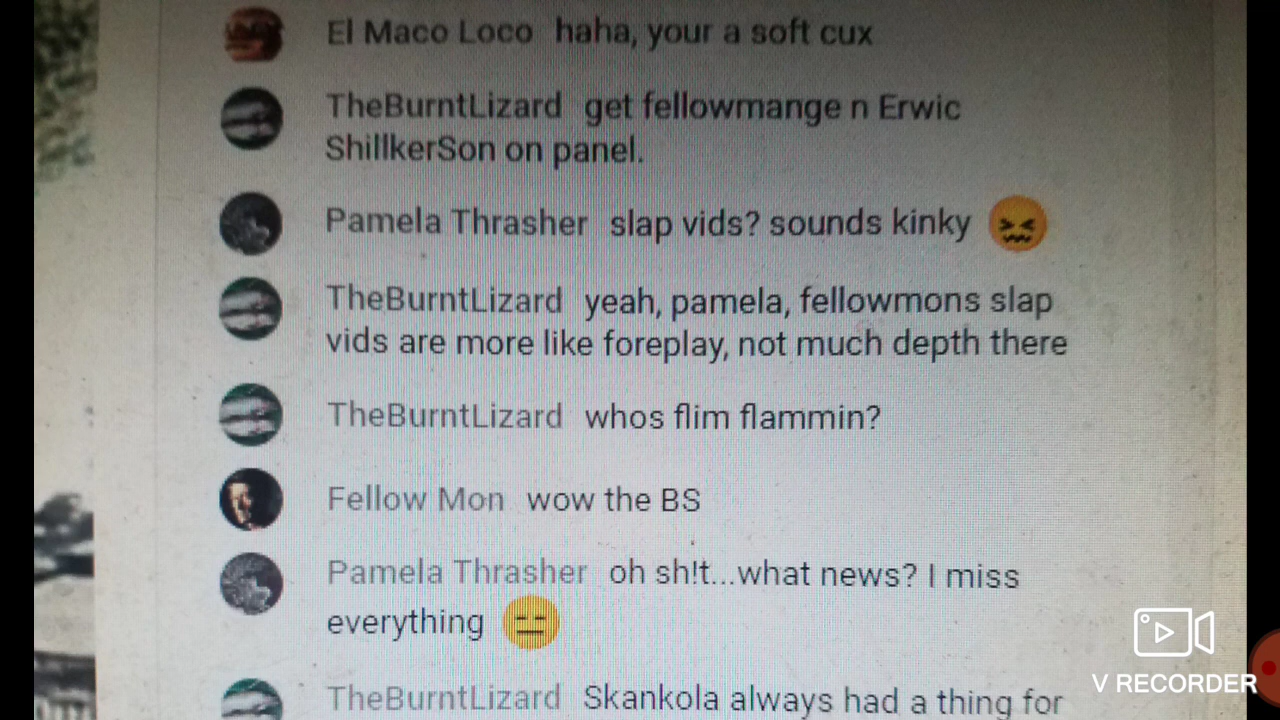 El Maco Loco haha, your a soft cux
TheBurntLizard get fellowmange n Erwic
ShillkerSon on panel.
Pamela Thrasher slap vids? sounds kinky
TheBurntLizard yeah, pamela, fellowmons slap
vids are more like foreplay, not much depth there
TheBurntLizard whos flim flammin?
Fellow Mon wow the BS
Pamela Thrasher oh sh!t...what news? I miss
everything
TheBurntLizard Skankola always had a thing for
V RECORDER